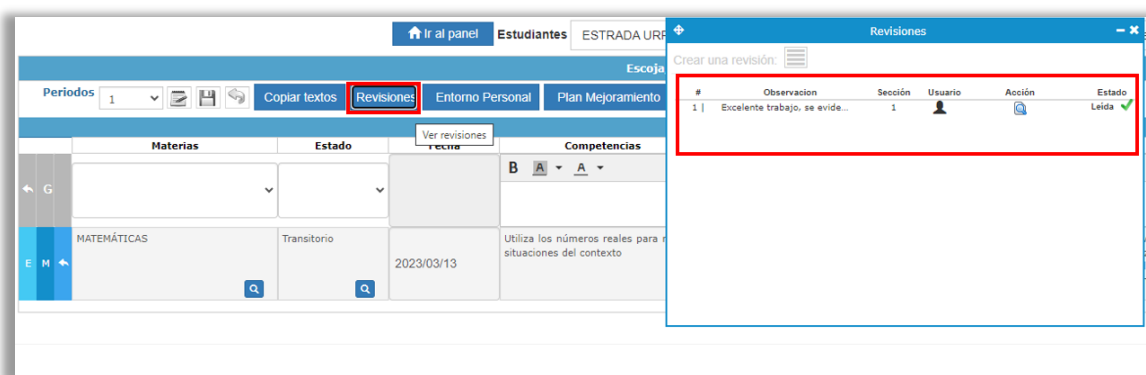 Ir al panel Estudiantes ESTRADA URR
Revisiones
Crear una revisión:
Escoja
Periodos 1 Copiar textos Revisiones Entorno Personal Plan Mejoramiento
# Observacion Sección Usuario Acción Estado
1 | Excelente trabajo, se evide... 1 Leida
Ver revisiones
Materias Estado Fecha Competencias
B A A
G
MATEMÁTICAS Transitorio 2023/03/13 Utiliza los números reales para
situaciones del contexto
E M